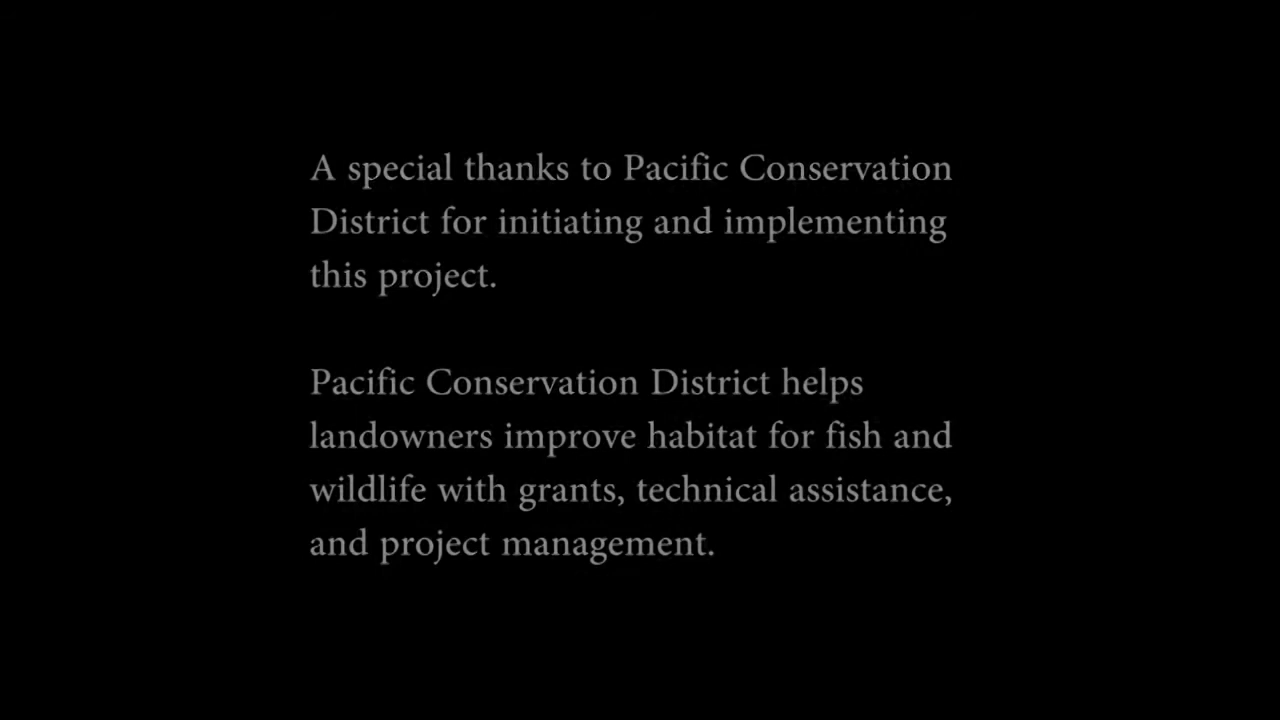 A special thanks to Pacific Conservation
District for initiating and implementing
this project.
Pacific Conservation District helps
landowners improve habitat for fish and
wildlife with grants, technical assistance,
and project management.